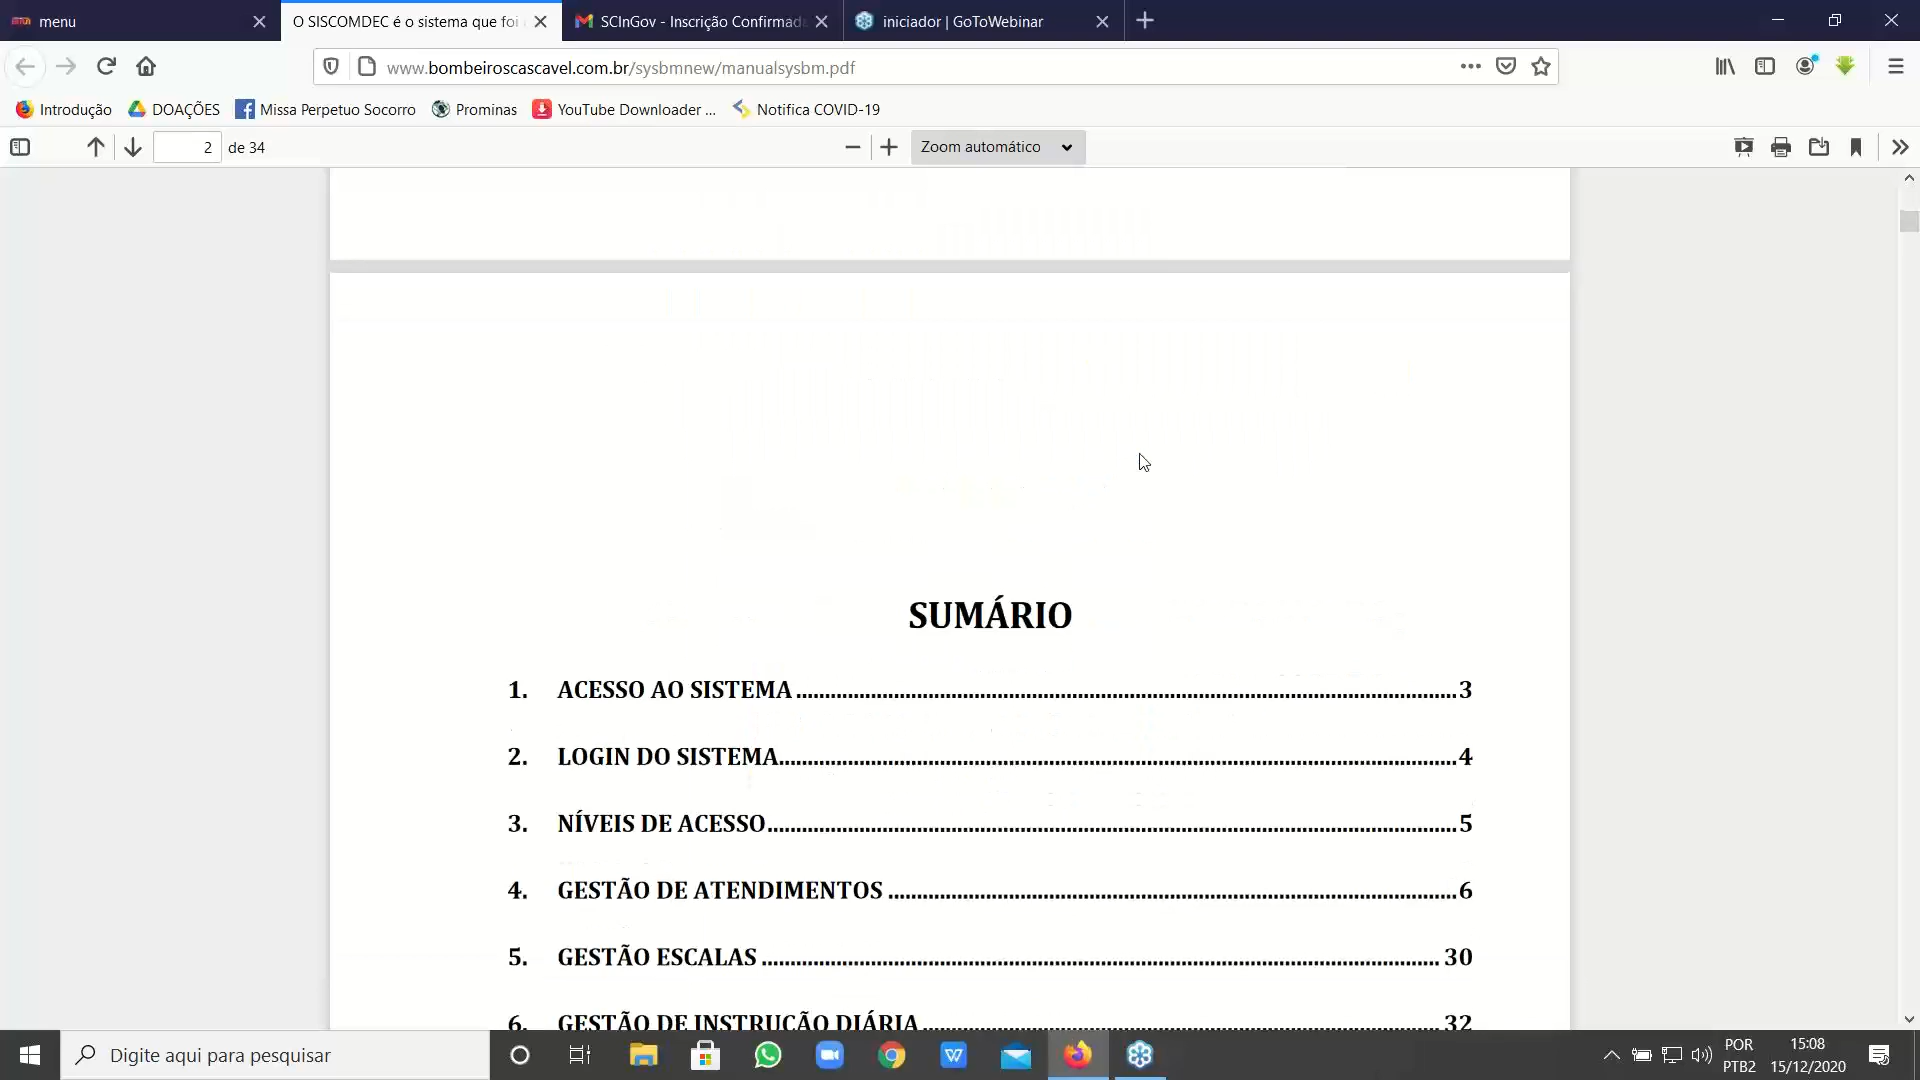 menu
O SISCOMDEC é o sistema que foi
SCInGov - Inscrição Confirmada
iniciador | GoToWebinar
www.bombeiroscascavel.com.br/sysbmnew/manualsysbm.pdf
Introdução DOAÇÕES Missa Perpetuo Socorro Prominas YouTube Downloader ... Notifica COVID-19
2 de 34 Zoom automático
SUMÁRIO
1. ACESSO AO SISTEMA 3
2. LOGIN DO SISTEMA 4
3. NÍVEIS DE ACESSO 5
4. GESTÃO DE ATENDIMENTOS 6
5. GESTÃO ESCALAS 30
6. GESTÃO DE INSTRUÇÃO DIÁRIA 32
Digite aqui para pesquisar
POR
PTB2
15:08
15/12/2020